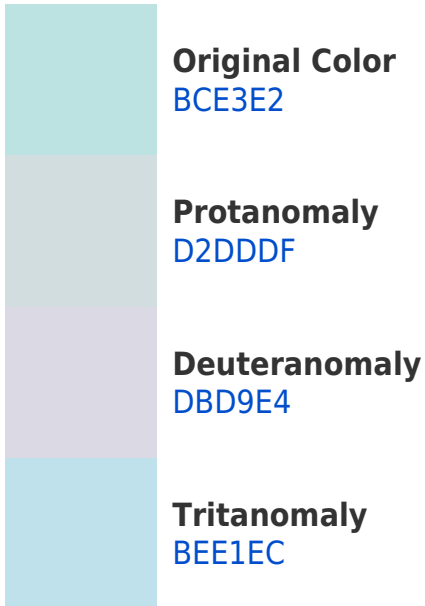 Original Color
BCE3E2
Protanomaly
D2DDDF
Deuteranomaly
DBD9E4
Tritanomaly
BEE1EC